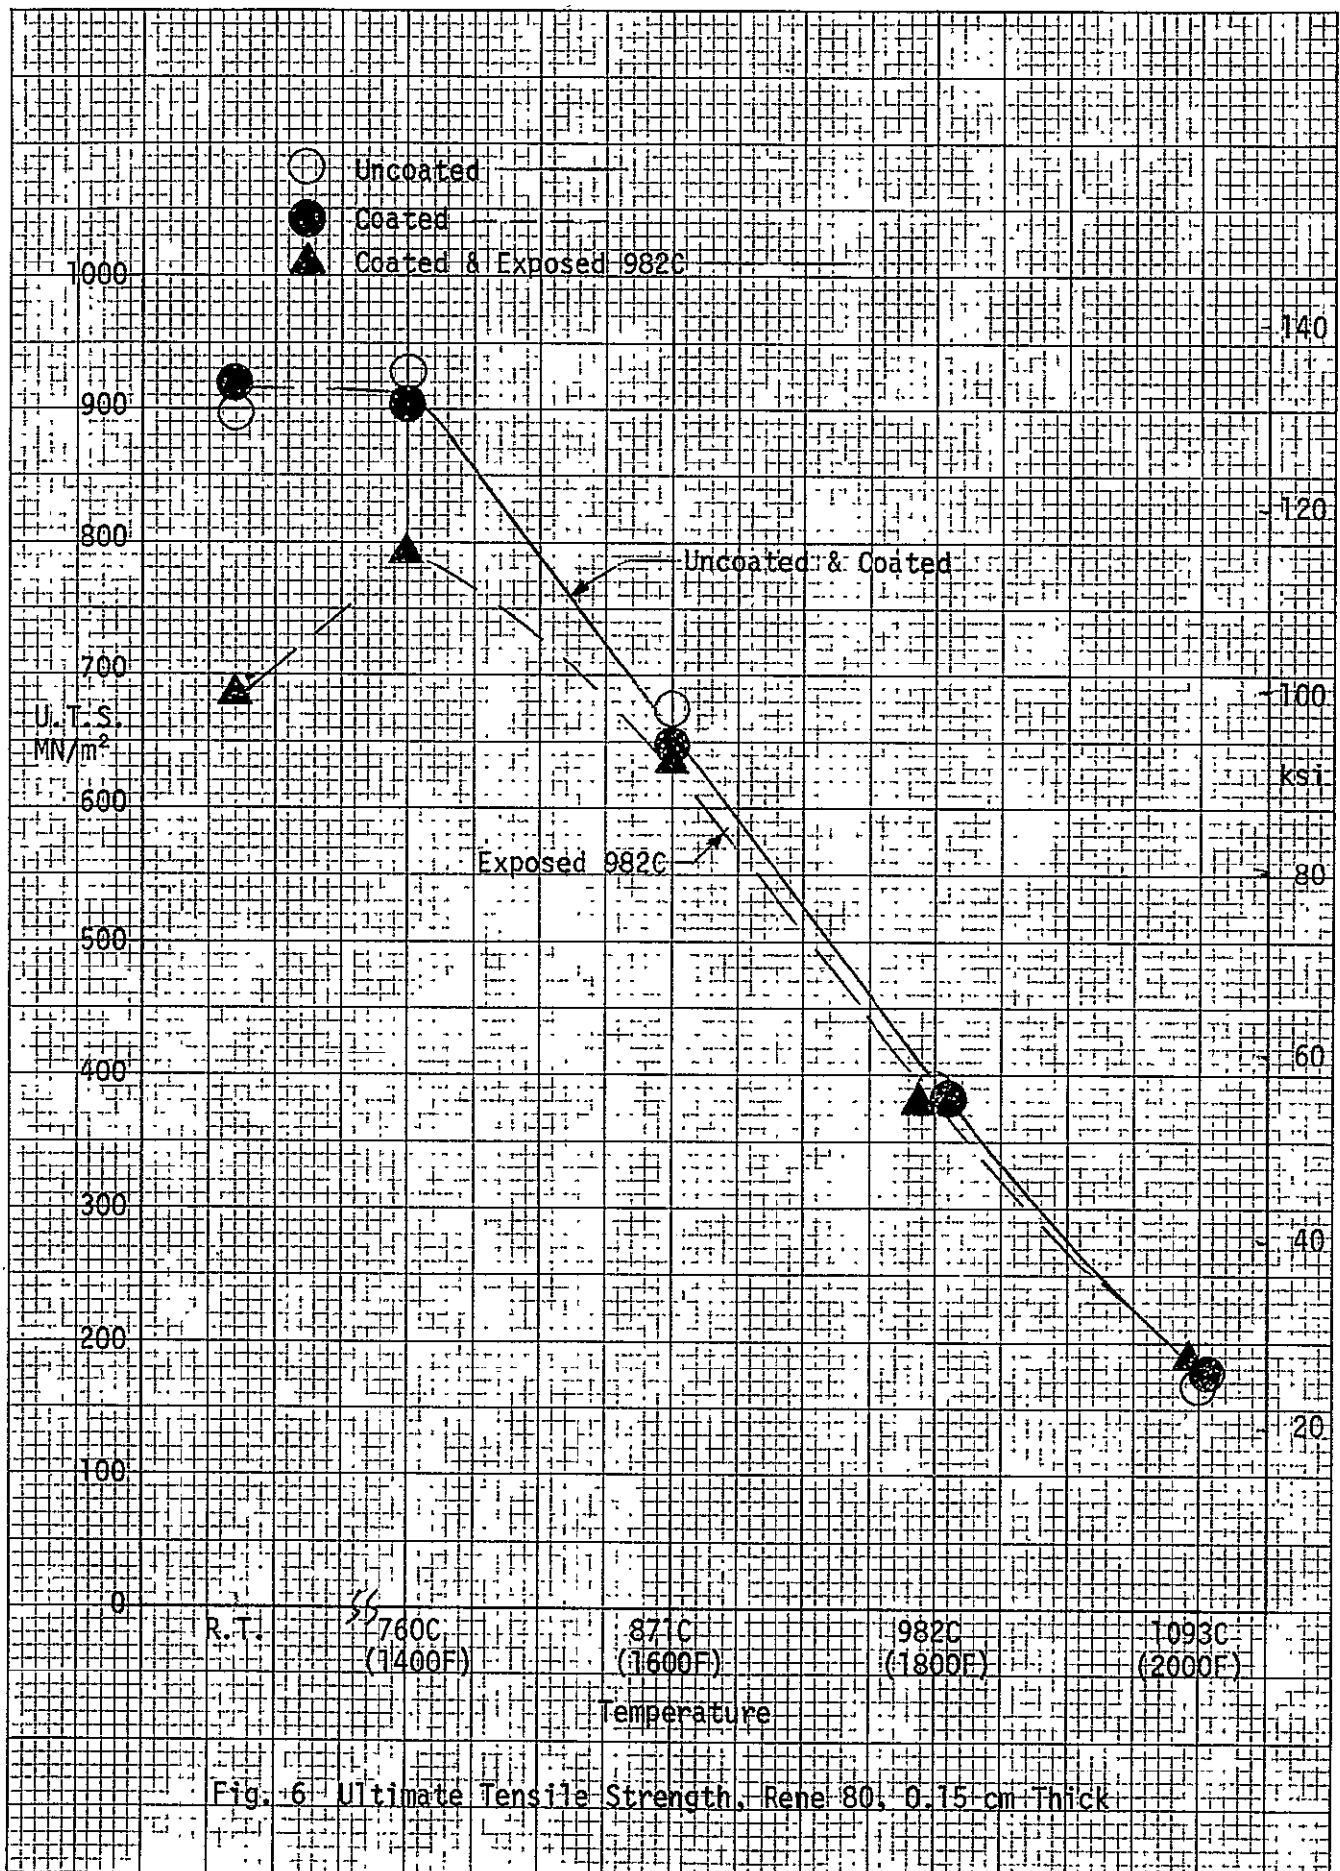 Uncoated
Coated
Coated & Exposed 982C
1000
140
900
120
800
Uncoated & Coated
700
100
U.T.S.
MN/m²
ksi
600
Exposed 982C
80
500
60
400
300
40
200
20
100
0
R.T.
760C
871C
982C
1093C
(1400F)
(1600F)
(1800F)
(2000F)
Temperature
Fig. 6 Ultimate Tensile Strength, Rene 80, 0.15 cm Thick